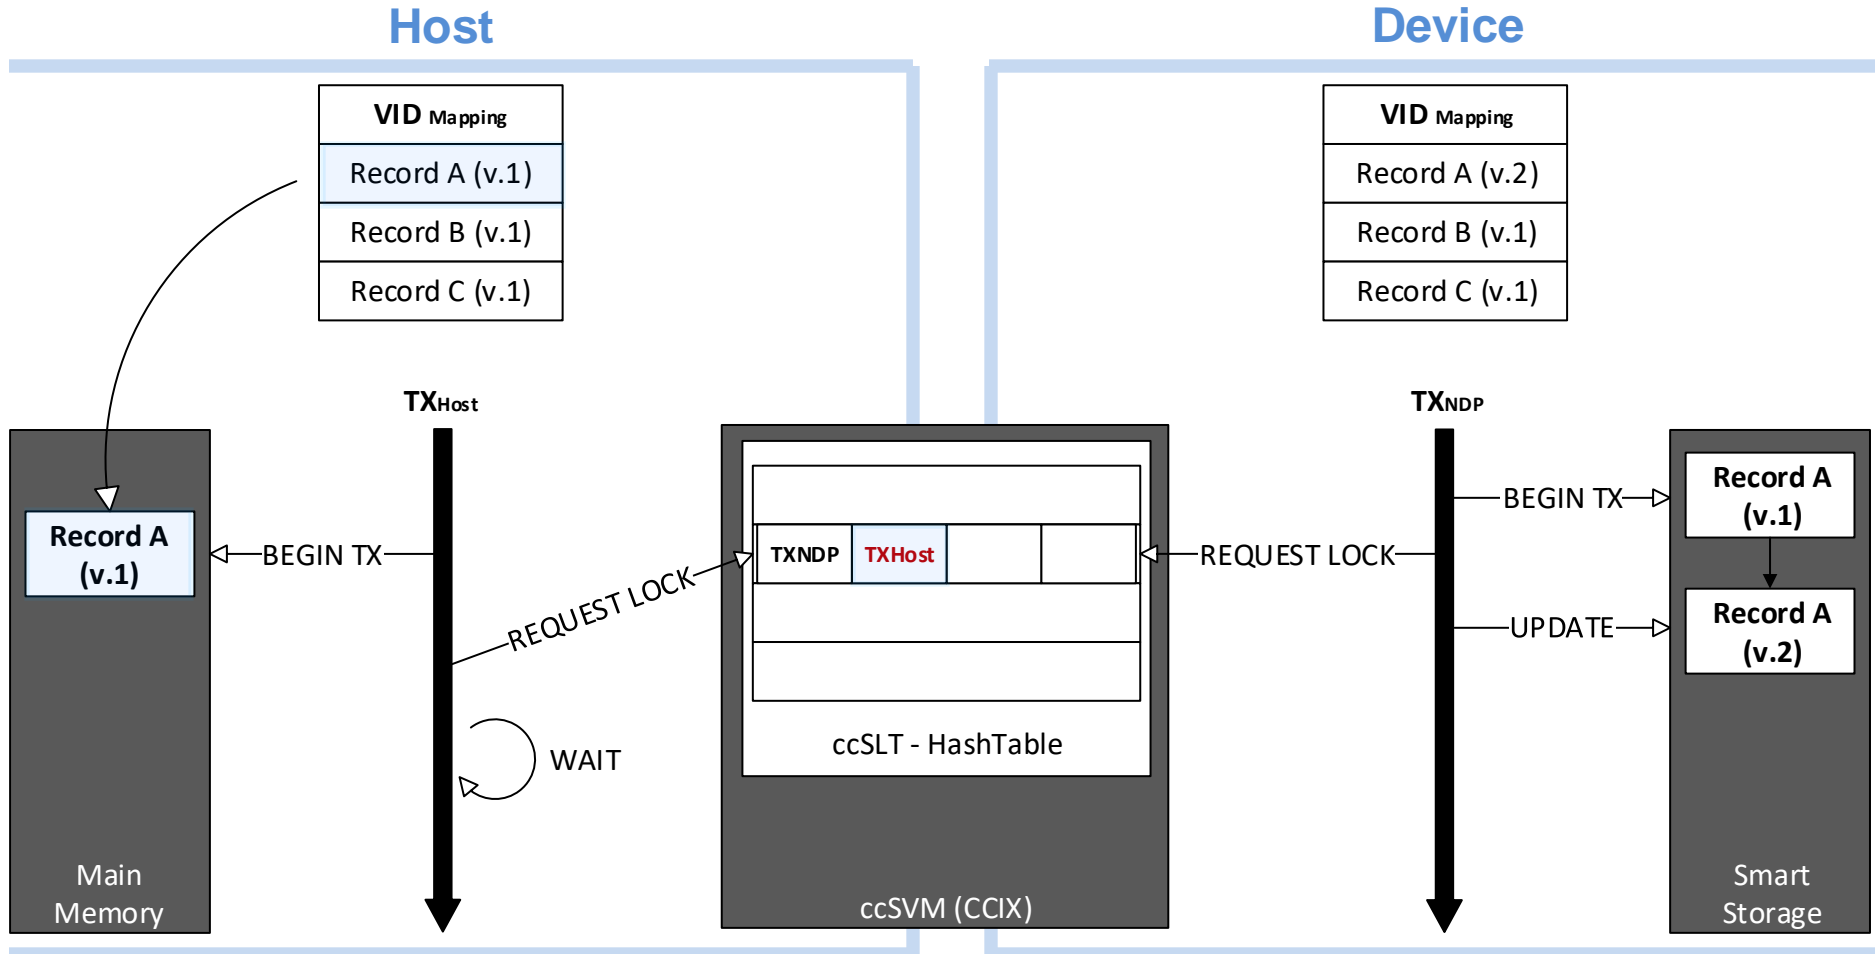 Host
Device
VID Mapping
Record A (v.1)
Record B (v.1)
Record C (v.1)
VID Mapping
Record A (v.2)
Record B (v.1)
Record C (v.1)
TXHost
TXNDP
Record A
(v.1)
BEGIN TX
REQUEST LOCK
WAIT
Main
Memory
TXNDP
TXHost
ccSLT - HashTable
ccSVM (CCIX)
REQUEST LOCK
BEGIN TX
UPDATE
Record A
(v.1)
Record A
(v.2)
Smart
Storage